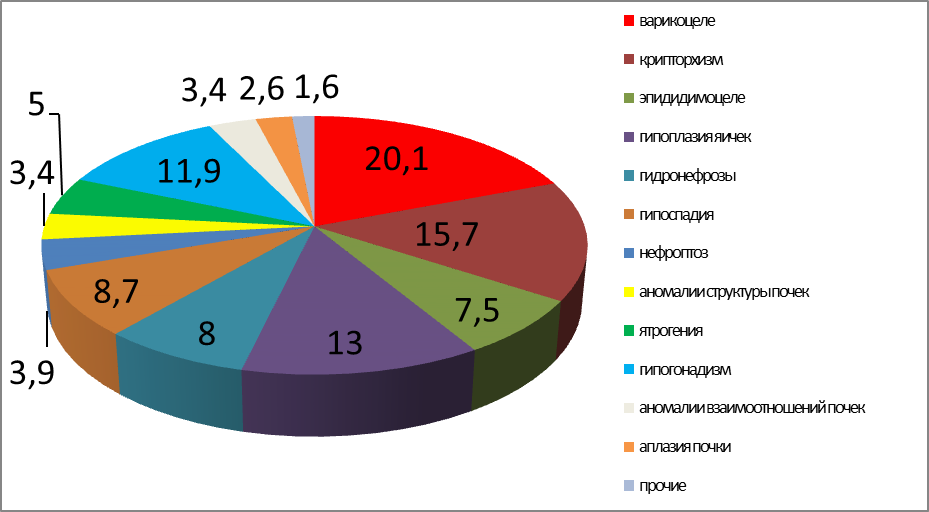 3,4
2,6
1,6
5
20,1
11,9
3,4
15,7
8,7
7,5
8
13
3,9
варикоцеле
крипторхизм
эпидидимоцеле
гипоплазия яичек
гидронефрозы
гипоспадия
нефроптоз
аномалии структуры почек
ятрогения
гипогонадизм
аномалии взаимоотношений почек
аплазия почки
прочие